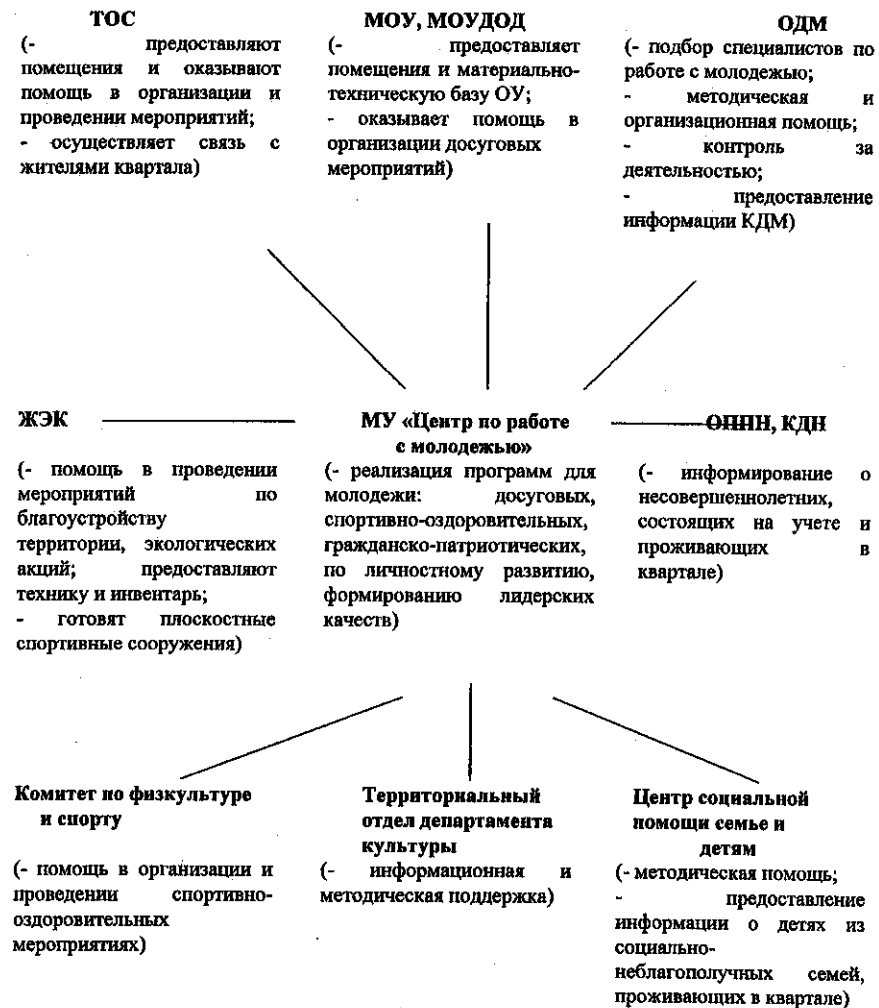 ТОС
(- предоставляют
помещения и оказывают
помощь в организации и
проведении мероприятий;
- осуществляет связь с
жителями квартала)
МОУ, МОУДОД
(- предоставляет
помещения и материально-
техническую базу ОУ;
- оказывает помощь в
организации досуговых
мероприятий)
ОДМ
(- подбор специалистов по
работе с молодежью;
- методическая и
организационная помощь;
- контроль за
деятельностью;
- предоставление
информации КДМ)
ЖЭК
(- помощь в проведении
мероприятий по
благоустройству
территории, экологических
акций; предоставляют
технику и инвентарь;
- готовят плоскостные
спортивные сооружения)
МУ «Центр по работе
с молодежью»
(- реализация программ для
молодежи: досуговых,
спортивно-оздоровительных,
гражданско-патриотических,
по личностному развитию,
формированию лидерских
качеств)
ОППН, КДН
(- информирование о
несовершеннолетних,
состоящих на учете и
проживающих в
квартале)
Комитет по физкультуре
и спорту
(- помощь в организации и
проведении спортивно-
оздоровительных
мероприятиях)
Территориальный
отдел департамента
культуры
(- информационная и
методическая поддержка)
Центр социальной
помощи семье и
детям
(- методическая помощь;
- предоставление
информации о детях из
социально-
неблагополучных семей,
проживающих в квартале)